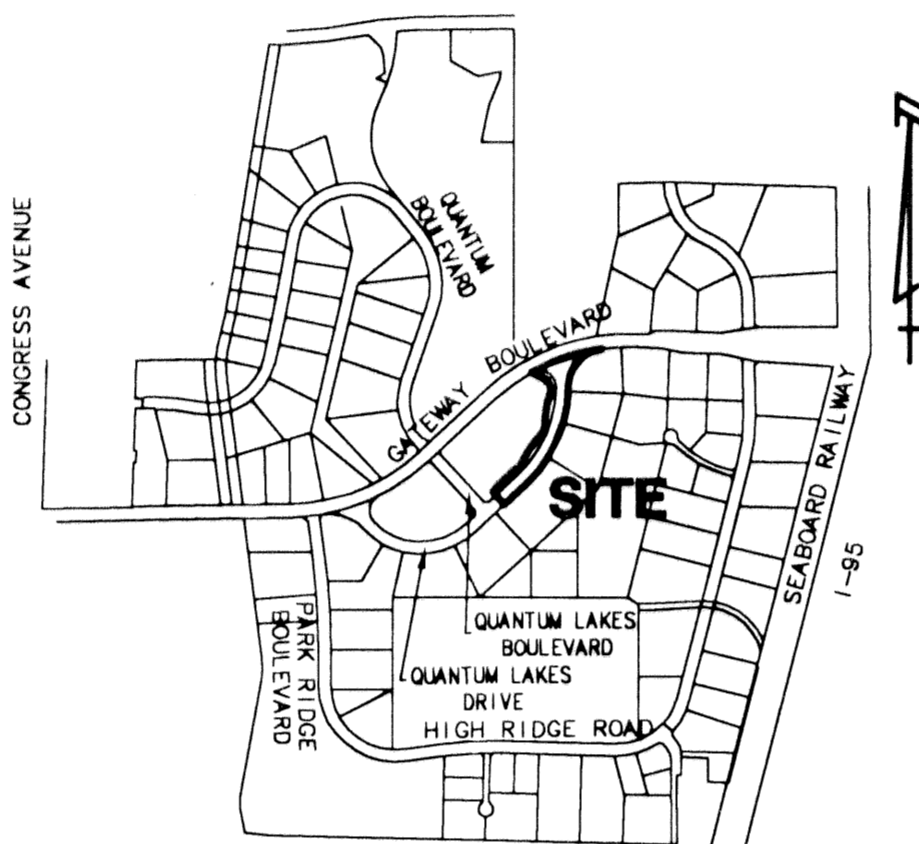 CONGRESS AVENUE
QUANTUM
BOULEVARD
GATEWAY BOULEVARD
SITE
SEABOARD RAILWAY
I-95
PARK RIDGE
BOULEVARD
QUANTUM LAKES
BOULEVARD
QUANTUM LAKES
DRIVE
HIGH RIDGE ROAD